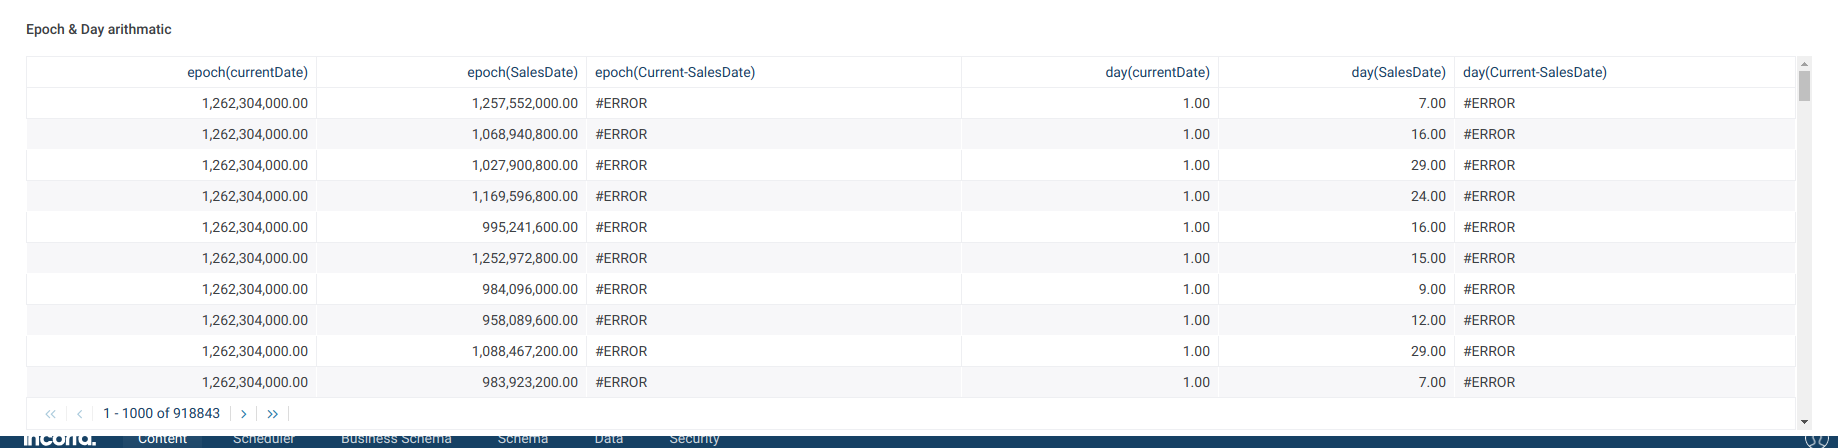 Epoch & Day arithmatic
epoch(currentDate) epoch(SalesDate) epoch(Current-SalesDate) day(currentDate) day(SalesDate) day(Current-SalesDate)
1,262,304,000.00 1,257,552,000.00 #ERROR 1.00 7.00 #ERROR
1,262,304,000.00 1,068,940,800.00 #ERROR 1.00 16.00 #ERROR
1,262,304,000.00 1,027,900,800.00 #ERROR 1.00 29.00 #ERROR
1,262,304,000.00 1,169,596,800.00 #ERROR 1.00 24.00 #ERROR
1,262,304,000.00 995,241,600.00 #ERROR 1.00 16.00 #ERROR
1,262,304,000.00 1,252,972,800.00 #ERROR 1.00 15.00 #ERROR
1,262,304,000.00 984,096,000.00 #ERROR 1.00 9.00 #ERROR
1,262,304,000.00 958,089,600.00 #ERROR 1.00 12.00 #ERROR
1,262,304,000.00 1,088,467,200.00 #ERROR 1.00 29.00 #ERROR
1,262,304,000.00 983,923,200.00 #ERROR 1.00 7.00 #ERROR
1 - 1000 of 918843
incorta. Content Scheduler Business Schema Schema Data Security